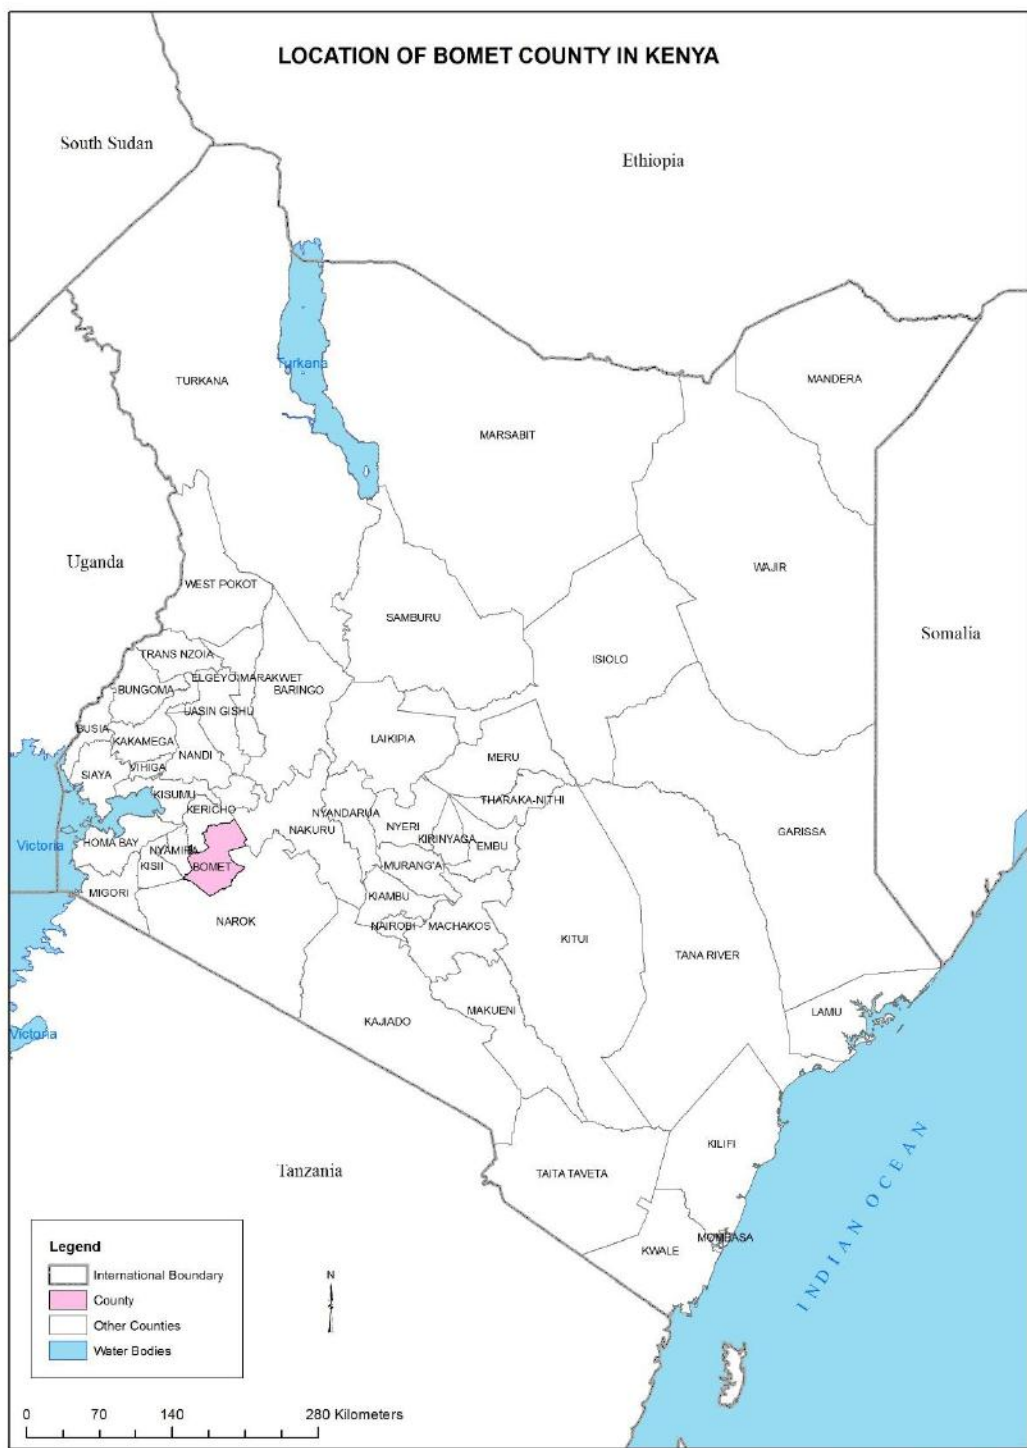 LOCATION OF BOMET COUNTY IN KENYA
South Sudan
Ethiopia
Turkana
TURKANA
MANDERA
MARSABIT
Uganda
WAJIR
WEST POKOT
SAMBURU
Somalia
TRANS NZOIA
ISIOLO
ELGEYO/MARAKWET
BUNGOMA
BARINGO
UASIN GISHU
BUSIA
KAKAMEGA
LAIKIPIA
NANDI
MERU
VIHIGA
SIAYA
KISUMU
THARAKA-NITHI
KERICHO
NYANDARUA
NAKURU
NYERI
GARISSA
KIRINYAGA
Victoria
HOMA BAY
NYAMIRA
EMBU
KISII
BOMET
MURANG'A
MIGORI
KIAMBU
NAROK
NAIROBI
MACHAKOS
KITUI
TANA RIVER
MAKUENI
LAMU
KAJIADO
Victoria
KILIFI
Tanzania
TAITA TAVETA
INDIAN OCEAN
MOMBASA
KWALE
Legend
International Boundary
County
Other Counties
Water Bodies
N
0 70 140 280 Kilometers